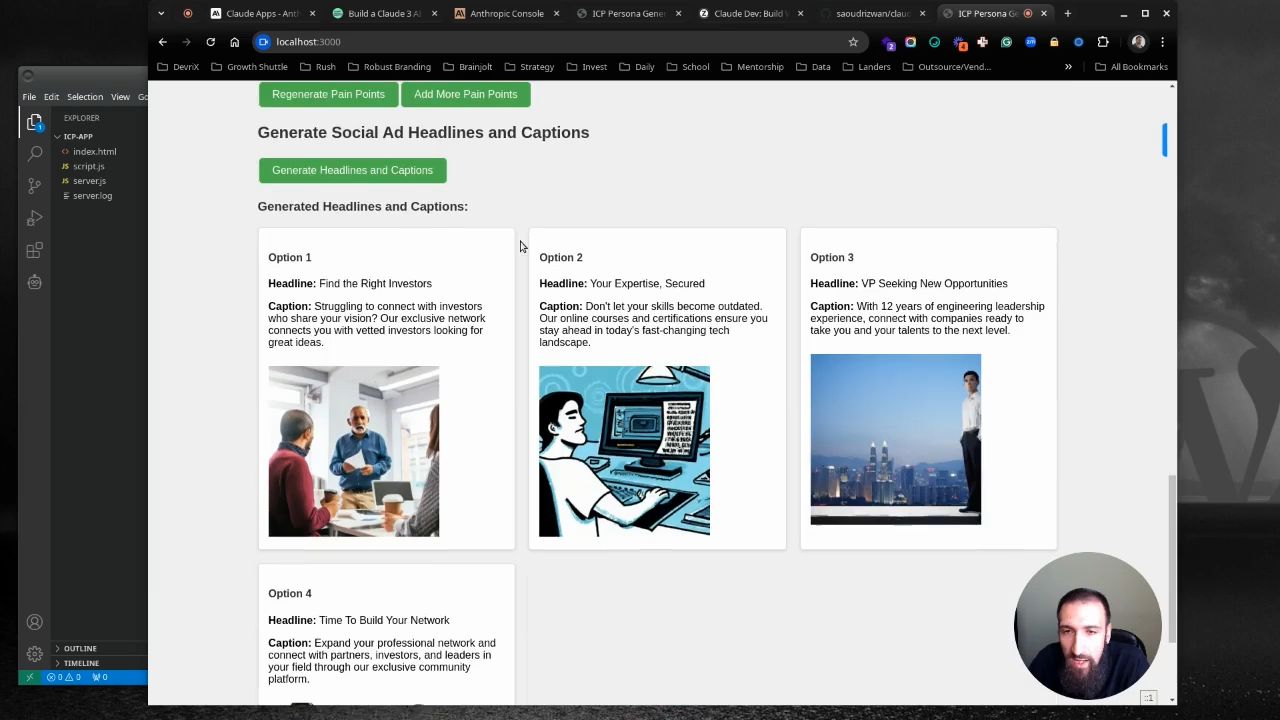 Claude Apps - Anth
Build a Claude 3 A
Anthropic Console
ICP Persona Gene
Claude Dev: Build V
saoudrizwan/claud
ICP Persona Ge
localhost:3000
DevriX
Growth Shuttle
Rush
Robust Branding
Brainjolt
Strategy
Invest
Daily
School
Mentorship
Data
Landers
Outsource/Vend...
All Bookmarks
File Edit Selection View Go
EXPLORER
ICP-APP
index.html
script.js
server.js
server.log
OUTLINE
TIMELINE
0 0 0
Regenerate Pain Points
Add More Pain Points
Generate Social Ad Headlines and Captions
Generate Headlines and Captions
Generated Headlines and Captions:
Option 1
Headline: Find the Right Investors
Caption: Struggling to connect with investors
who share your vision? Our exclusive network
connects you with vetted investors looking for
great ideas.
Option 2
Headline: Your Expertise, Secured
Caption: Don't let your skills become outdated.
Our online courses and certifications ensure you
stay ahead in today's fast-changing tech
landscape.
Option 3
Headline: VP Seeking New Opportunities
Caption: With 12 years of engineering leadership
experience, connect with companies ready to
take you and your talents to the next level.
Option 4
Headline: Time To Build Your Network
Caption: Expand your professional network and
connect with partners, investors, and leaders in
your field through our exclusive community
platform.